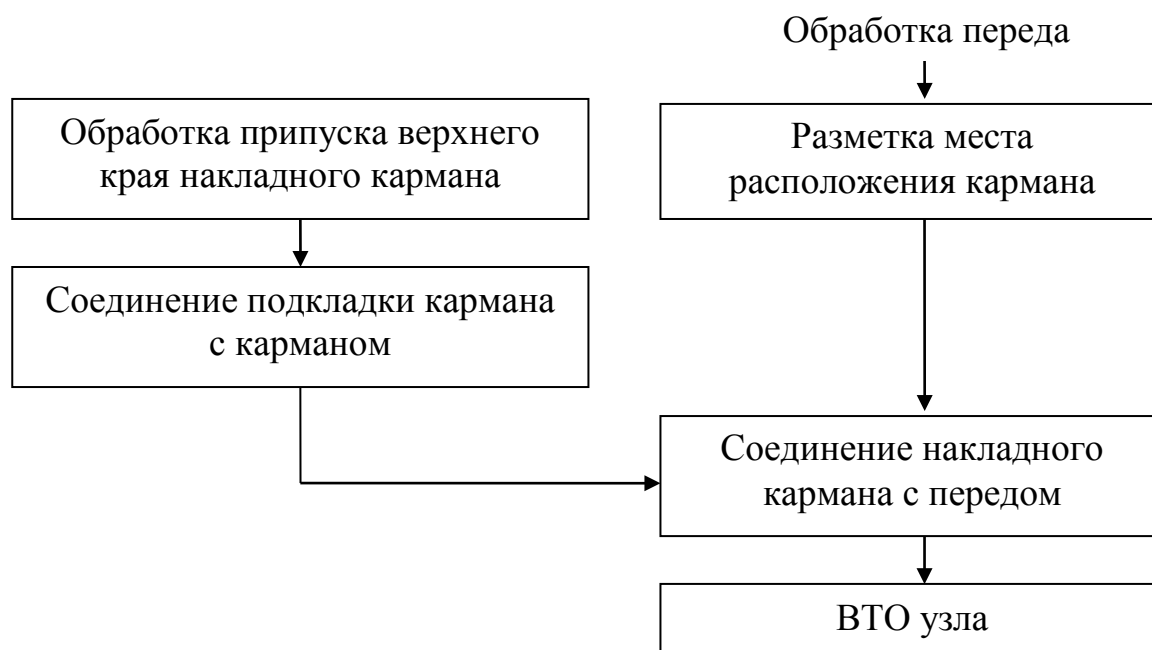 Обработка переда
Обработка припуска верхнего
края накладного кармана
Разметка места
расположения кармана
Соединение подкладки кармана
с карманом
Соединение накладного
кармана с передом
ВТО узла